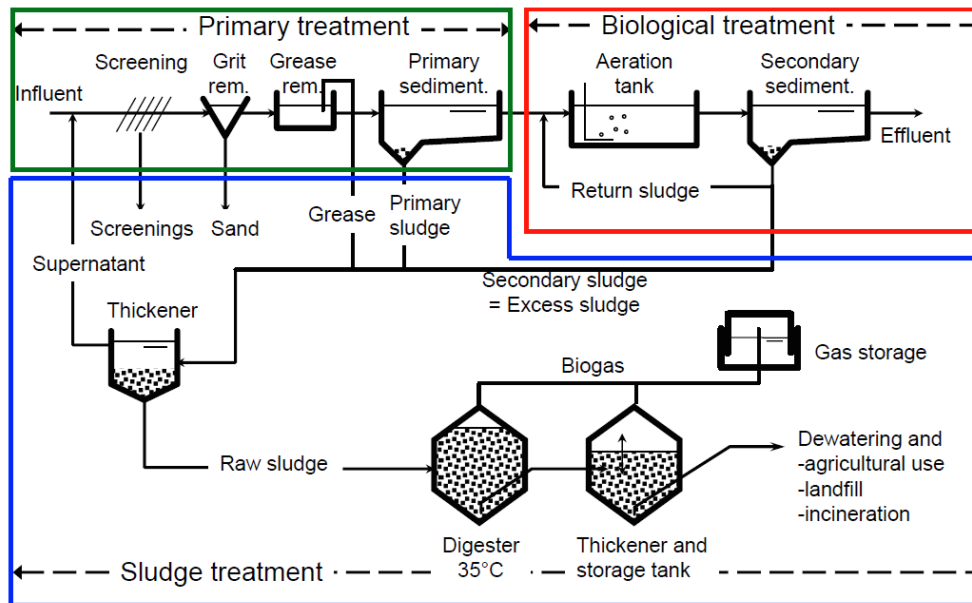 Primary treatment
Biological treatment
Screening
Grit
rem.
Grease
rem.
Primary
sediment.
Aeration
tank
Secondary
sediment.
Influent
Effluent
Return sludge
Screenings
Sand
Grease
Primary
sludge
Supernatant
Secondary sludge
= Excess sludge
Thickener
Gas storage
Biogas
Raw sludge
Dewatering and
-agricultural use
-landfill
-incineration
Digester
35°C
Thickener and
storage tank
Sludge treatment